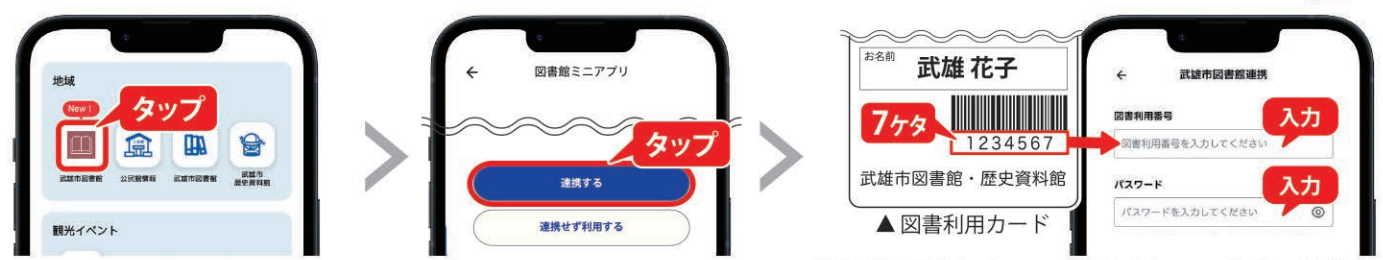 地域
New！
タップ
武雄市図書館
公民館情報
武雄市図書館
武雄市
歴史資料館
観光イベント
←
図書館ミニアプリ
タップ
連携する
連携せず利用する
お名前
武雄 花子
7ケタ
1234567
武雄市図書館・歴史資料館
▲図書利用カード
←
武雄市図書館連携
図書利用番号
入力
図書利用番号を入力してください
パスワード
入力
パスワードを入力してください